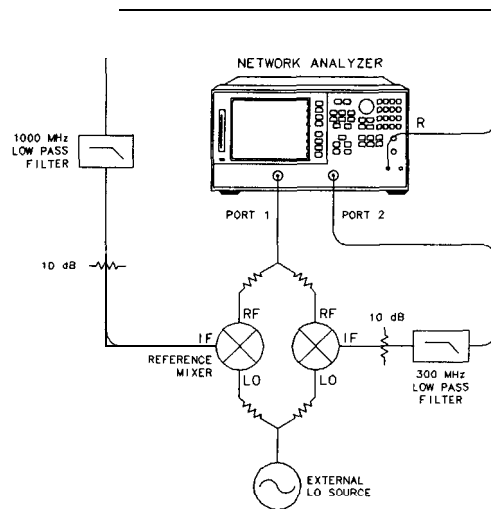 NETWORK ANALYZER
R
1000 MHz
LOW PASS
FILTER
PORT 1
PORT 2
10 dB
RF
RF
10 dB
IF
IF
REFERENCE
MIXER
LO
LO
300 MHz
LOW PASS
FILTER
EXTERNAL
LO SOURCE